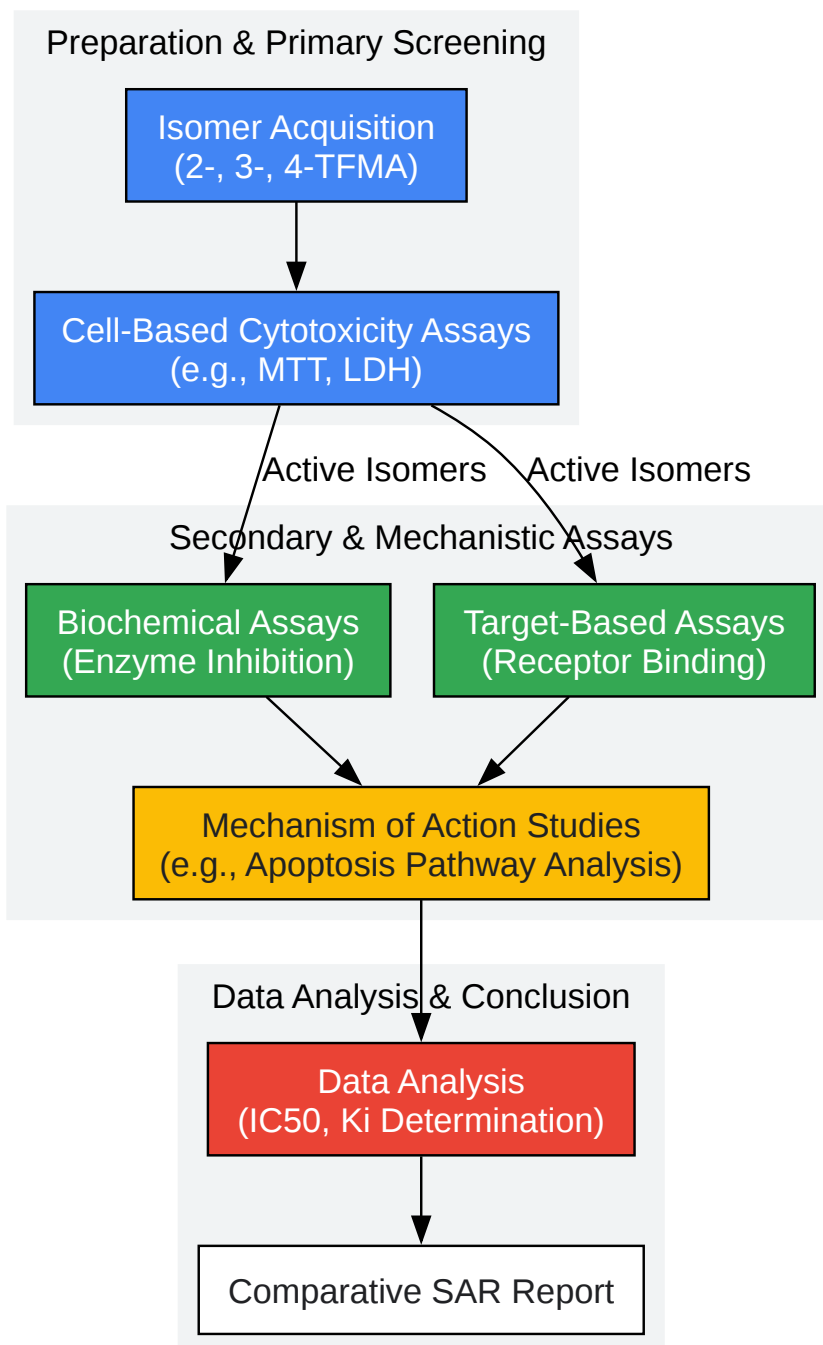 Preparation & Primary Screening
Isomer Acquisition
(2-, 3-, 4-TFMA)
Cell-Based Cytotoxicity Assays
(e.g., MTT, LDH)
Active Isomers
Active Isomers
Secondary & Mechanistic Assays
Biochemical Assays
(Enzyme Inhibition)
Target-Based Assays
(Receptor Binding)
Mechanism of Action Studies
(e.g., Apoptosis Pathway Analysis)
Data Analysis & Conclusion
Data Analysis
(IC50, Ki Determination)
Comparative SAR Report